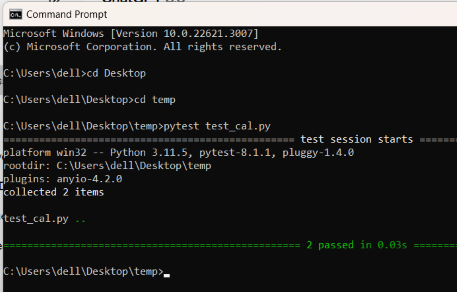 Command Prompt
Microsoft Windows [Version 10.0.22621.3007]
(c) Microsoft Corporation. All rights reserved.
C:\Users\dell>cd Desktop
C:\Users\dell\Desktop>cd temp
C:\Users\dell\Desktop\temp>pytest test_cal.py
================================================= test session starts =======
platform win32 -- Python 3.11.5, pytest-8.1.1, pluggy-1.4.0
rootdir: C:\Users\dell\Desktop\temp
plugins: anyio-4.2.0
collected 2 items
test_cal.py ..
================================================== 2 passed in 0.03s ========
C:\Users\dell\Desktop\temp>